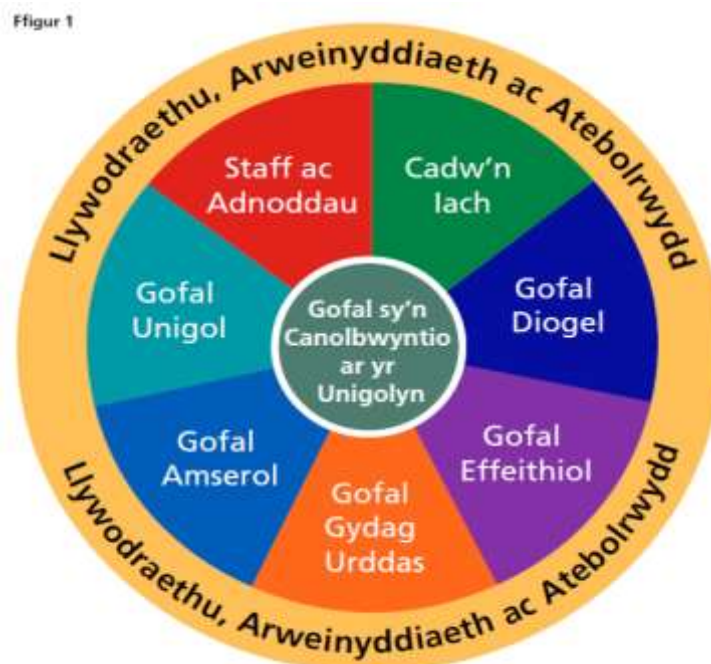 Ffigur 1
Llywodraethu, Arweinyddiaeth ac Atebolrwydd
Staff ac
Adnoddau
Cadw'n
Iach
Gofal
Unigol
Gofal sy'n
Canolbwyntio
ar yr
Unigolyn
Gofal
Diogel
Gofal
Amserol
Gofal
Gydag
Urddas
Gofal
Effeithiol
Llywodraethu, Arweinyddiaeth ac Atebolrwydd